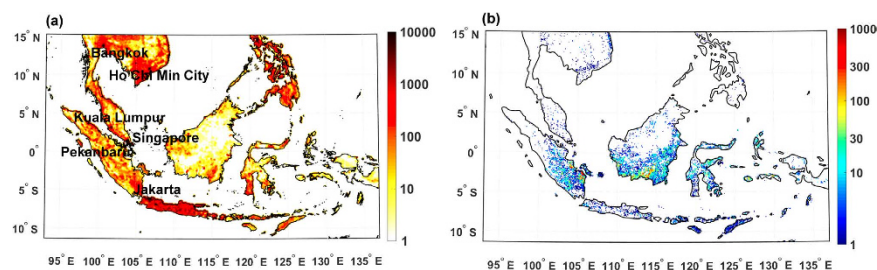 (a)
15° N
10° N
5° N
0° N
5° S
10° S
95° E 100° E 105° E 110° E 115° E 120° E 125° E 130° E 135° E
Bangkok
Ho Chi Min City
Kuala Lumpur
Singapore
Pekanbaru
Jakarta
10000
1000
100
10
1
(b)
15° N
10° N
5° N
0° N
5° S
10° S
95° E 100° E 105° E 110° E 115° E 120° E 125° E 130° E 135° E
1000
300
100
30
10
3
1